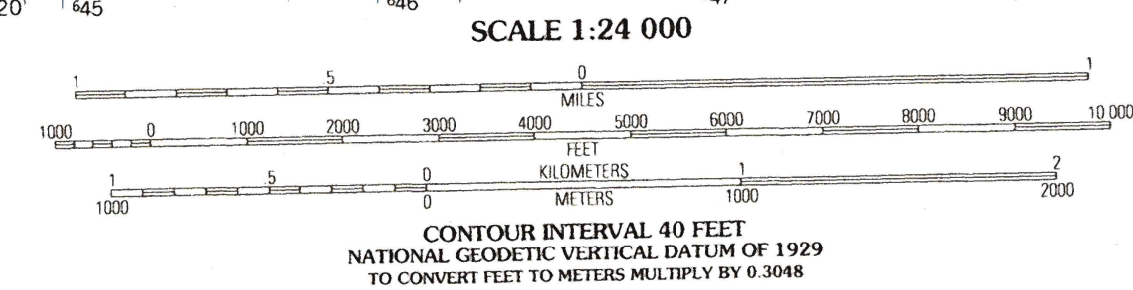 20' 645 646 47
SCALE 1:24 000
1 .5 0 1
MILES
1000 0 1000 2000 3000 4000 5000 6000 7000 8000 9000 10 000
FEET
1 .5 0 KILOMETERS 1 2
1000 0 METERS 1000 2000
CONTOUR INTERVAL 40 FEET
NATIONAL GEODETIC VERTICAL DATUM OF 1929
TO CONVERT FEET TO METERS MULTIPLY BY 0.3048